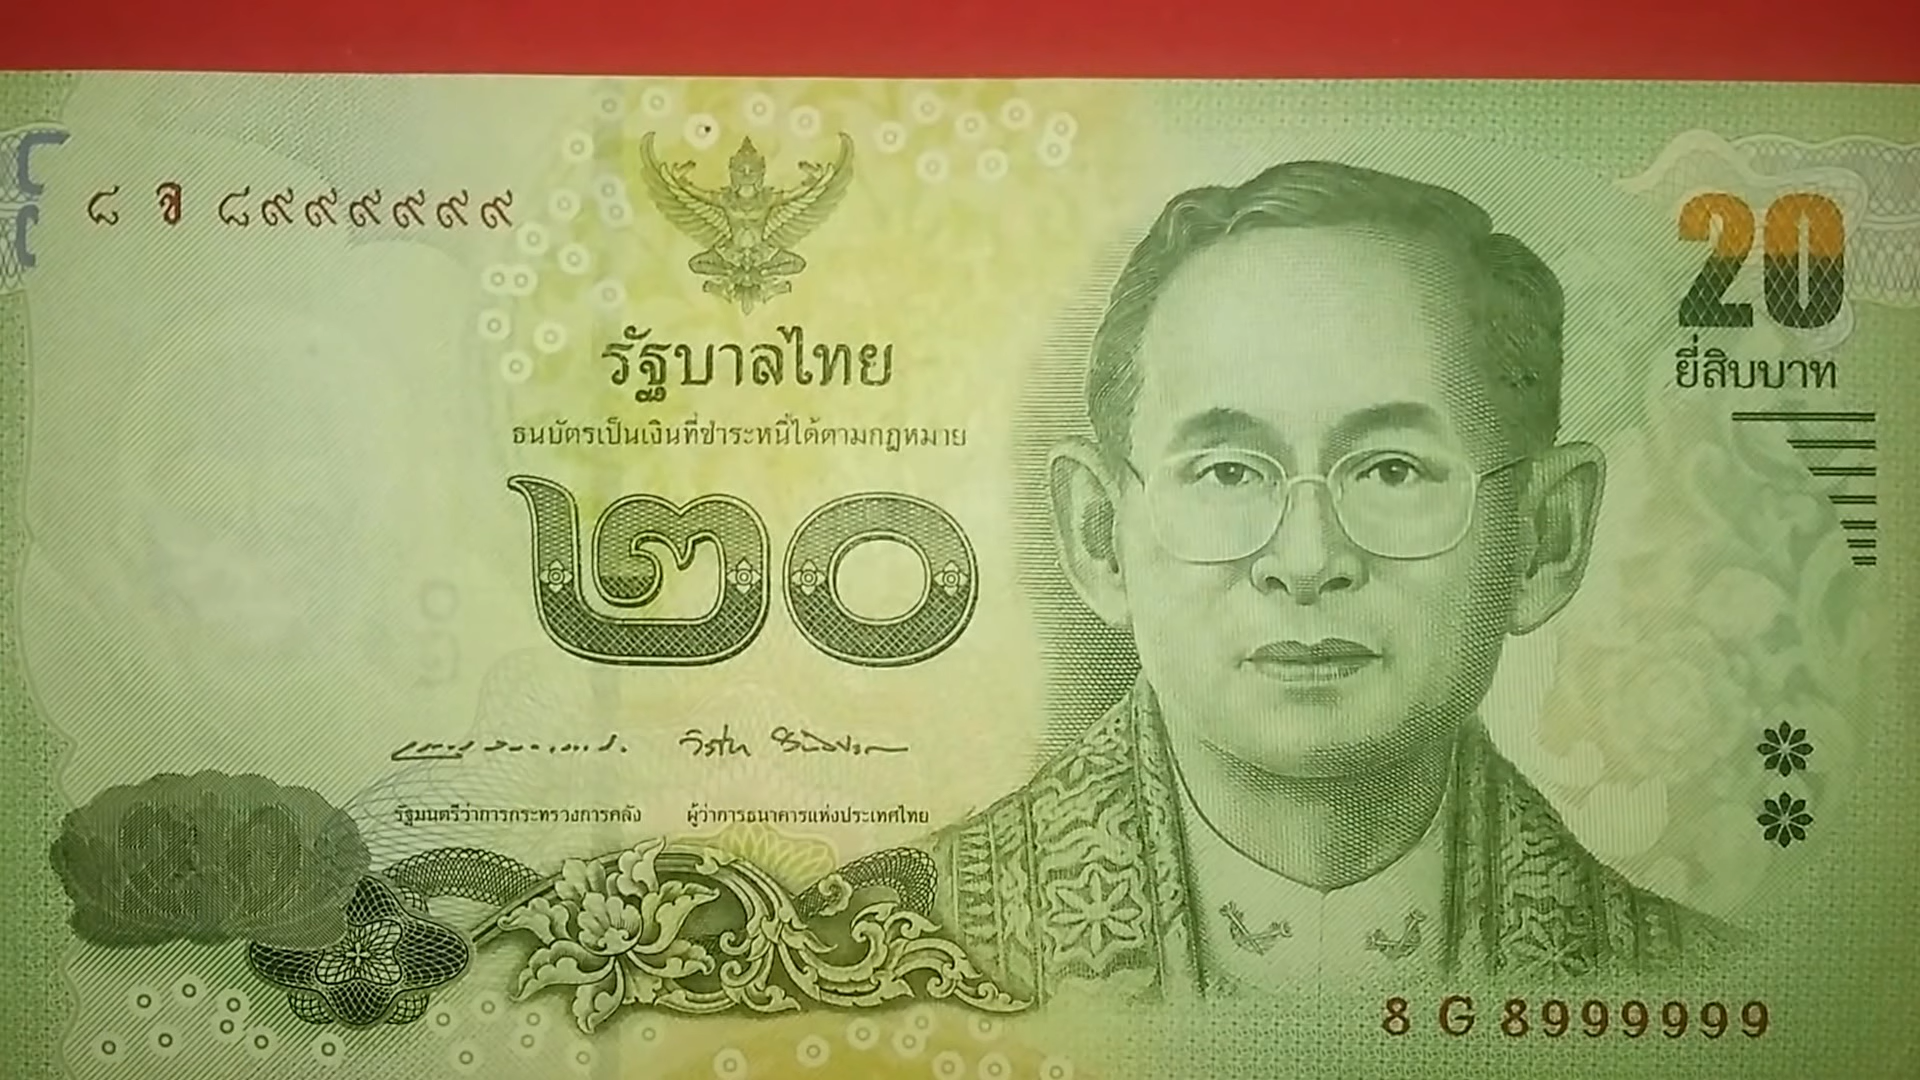 ๘ จ ๘๙๙๙๙๙๙
รัฐบาลไทย
ธนบัตรเป็นเงินที่ชำระหนี้ได้ตามกฎหมาย
๒๐
20
ยี่สิบบาท
รัฐมนตรีว่าการกระทรวงการคลัง ผู้ว่าการธนาคารแห่งประเทศไทย
20
8 G 8999999